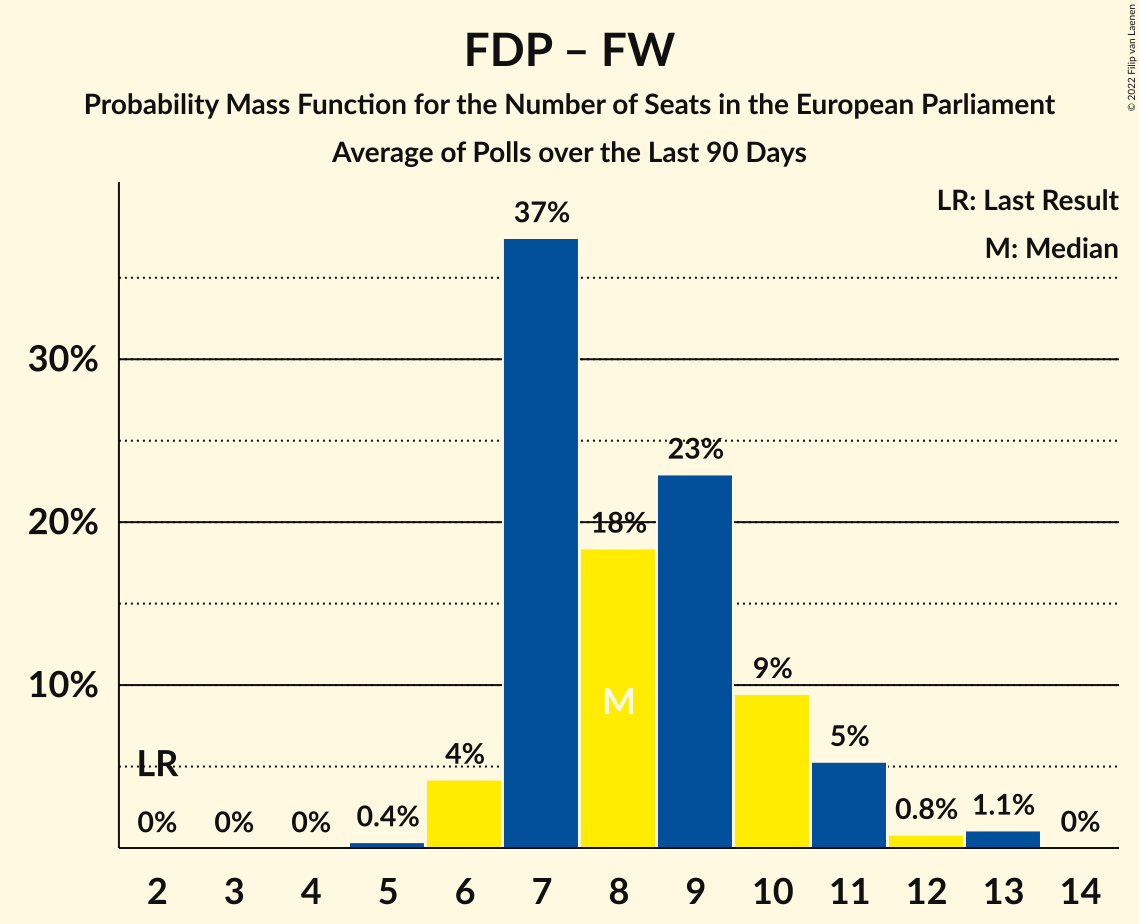 FDP – FW
Probability Mass Function for the Number of Seats in the European Parliament
Average of Polls over the Last 90 Days
© 2022 Filip van Laenen
LR: Last Result
M: Median
37%
30%
23%
20%
18%
10%
9%
M
5%
LR
4%
0%
0%
0%
0.4%
0.8%
1.1%
0%
2 3 4 5 6 7 8 9 10 11 12 13 14